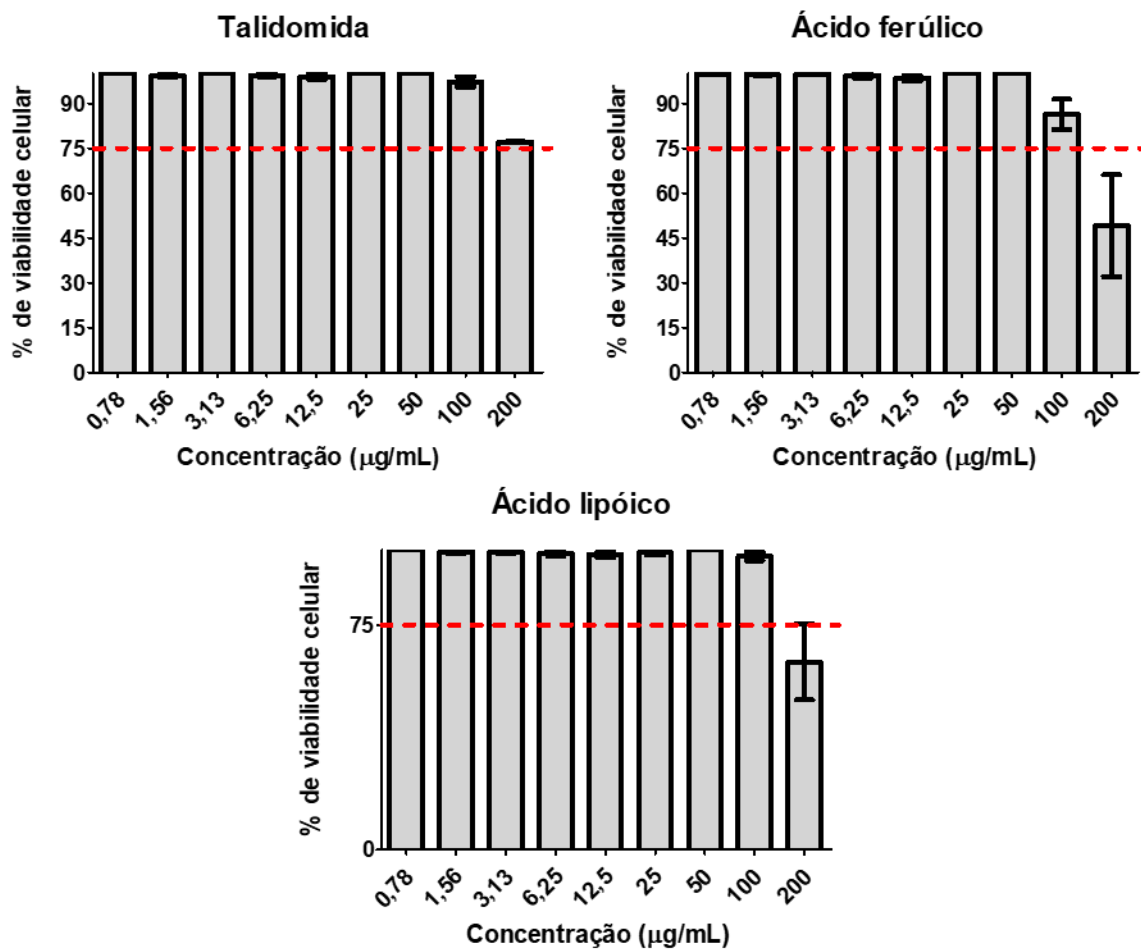 Talidomida
% de viabilidade celular
90
75
60
45
30
15
0
0,78 1,56 3,13 6,25 12,5 25 50 100 200
Concentração (µg/mL)
Ácido ferúlico
% de viabilidade celular
90
75
60
45
30
15
0
0,78 1,56 3,13 6,25 12,5 25 50 100 200
Concentração (µg/mL)
Ácido lipóico
% de viabilidade celular
75
0
0,78 1,56 3,13 6,25 12,5 25 50 100 200
Concentração (µg/mL)